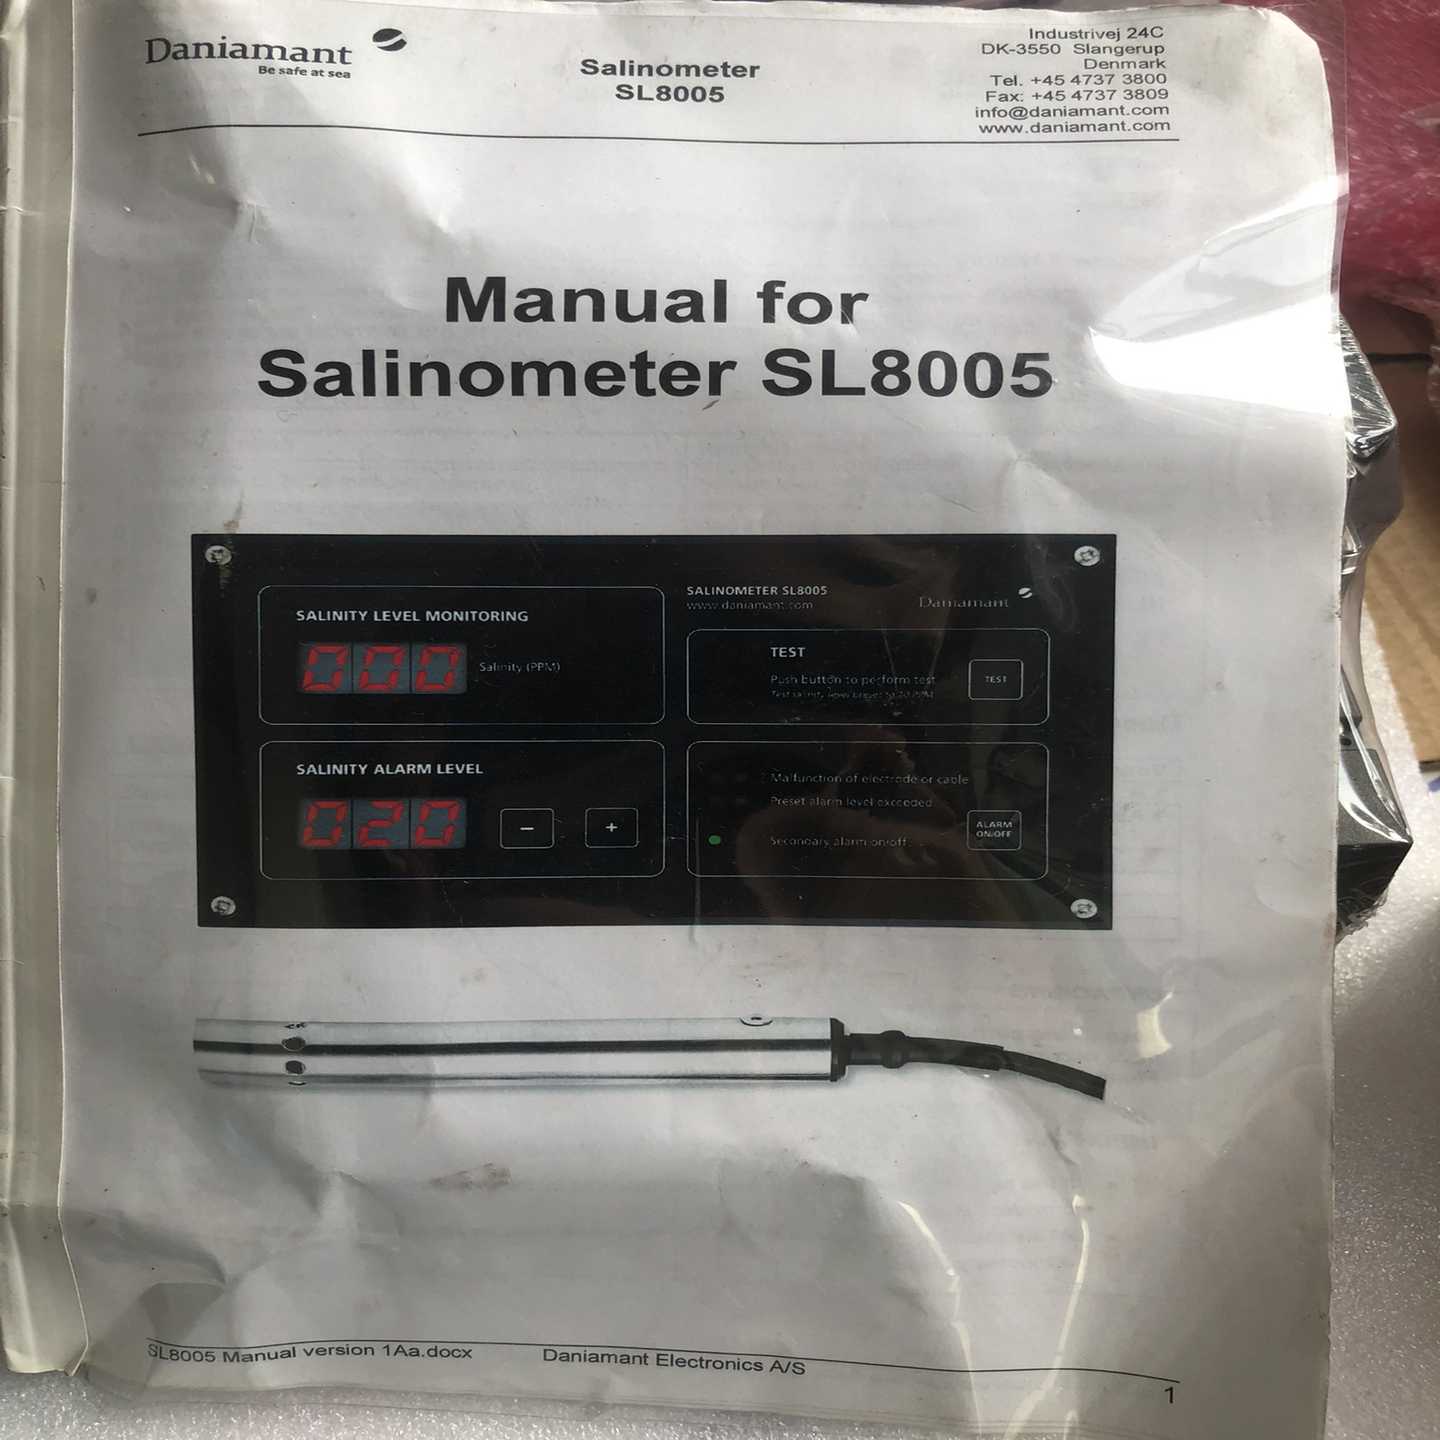 Daniamant
Be safe at sea
Salinometer
SL8005
Industrivej 24C
DK-3550 Slangerup
Denmark
Tel. +45 4737 3800
Fax: +45 4737 3809
info@daniamant.com
www.daniamant.com
Manual for
Salinometer SL8005
SALINITY LEVEL MONITORING
000
Salinity (PPM)
SALINOMETER SL8005
www.daniamant.com
Daniamant
TEST
Push button to perform test
TEST
SALINITY ALARM LEVEL
020
-
+
Malfunction of electrode or cable
Preset alarm level exceeded
Secondary alarm on/off
ALARM
ON/OFF
SL8005 Manual version 1Aa.docx
Daniamant Electronics A/S
1